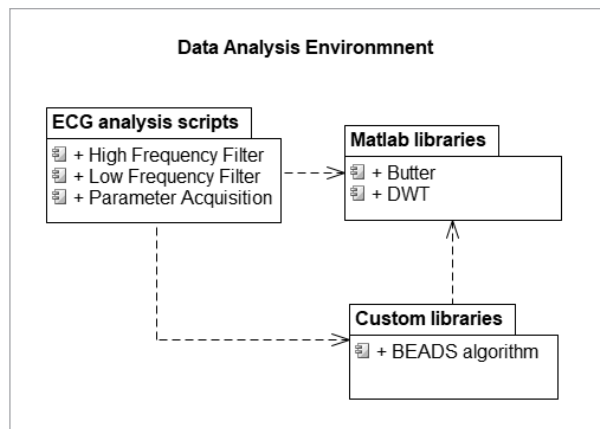 Data Analysis Environmnent
ECG analysis scripts
+ High Frequency Filter
+ Low Frequency Filter
+ Parameter Acquisition
Matlab libraries
+ Butter
+ DWT
Custom libraries
+ BEADS algorithm